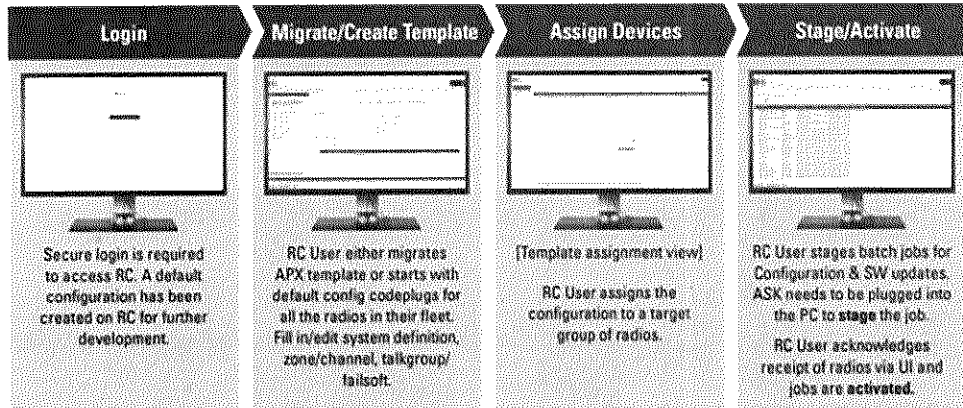 Login
Migrate/Create Template
Assign Devices
Stage/Activate
Secure login is required
to access RC. A default
configuration has been
created on RC for further
development.
RC User either migrates
APX template or starts with
default config codeplugs for
all the radios in their fleet.
Fill in/edit system definition,
zone/channel, talkgroup/
failsoft.
[Template assignment view]
RC User assigns the
configuration to a target
group of radios.
RC User stages batch jobs for
Configuration & SW updates.
ASK needs to be plugged into
the PC to stage the job.
RC User acknowledges
receipt of radios via UI and
jobs are activated.